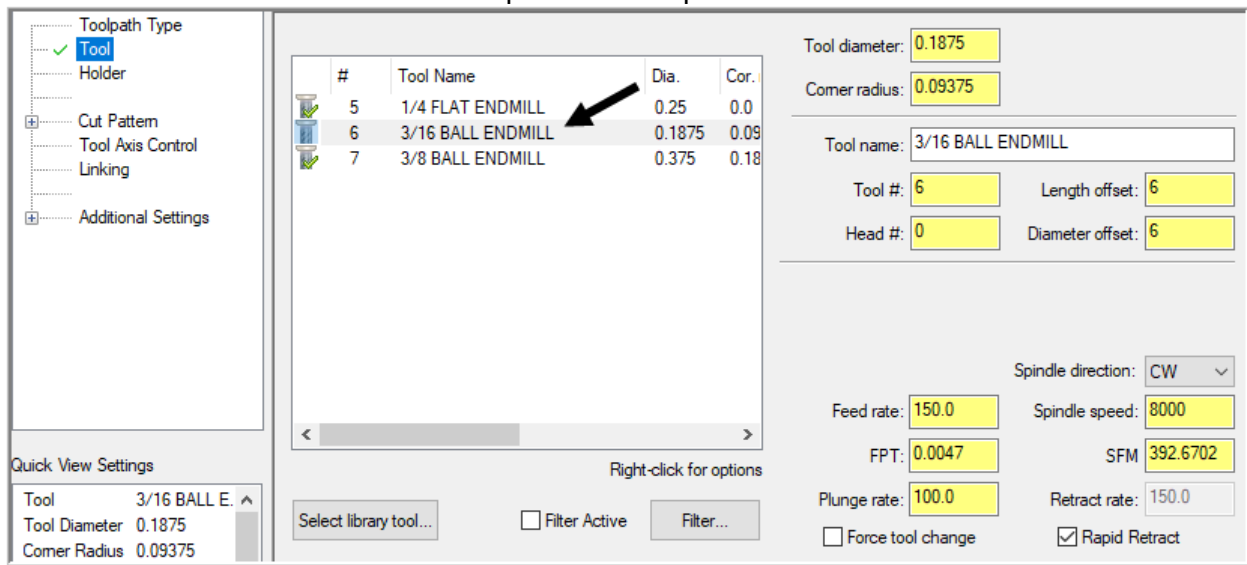 Toolpath Type
Tool
Holder
Cut Pattern
Tool Axis Control
Linking
Additional Settings
Quick View Settings
Tool 3/16 BALL E.
Tool Diameter 0.1875
Corner Radius 0.09375
# Tool Name Dia. Cor.
5 1/4 FLAT ENDMILL 0.25 0.0
6 3/16 BALL ENDMILL 0.1875 0.09
7 3/8 BALL ENDMILL 0.375 0.18
Right-click for options
Select library tool... Filter Active Filter...
Tool diameter: 0.1875
Corner radius: 0.09375
Tool name: 3/16 BALL ENDMILL
Tool #: 6 Length offset: 6
Head #: 0 Diameter offset: 6
Spindle direction: CW
Feed rate: 150.0 Spindle speed: 8000
FPT: 0.0047 SFM 392.6702
Plunge rate: 100.0 Retract rate: 150.0
Force tool change Rapid Retract